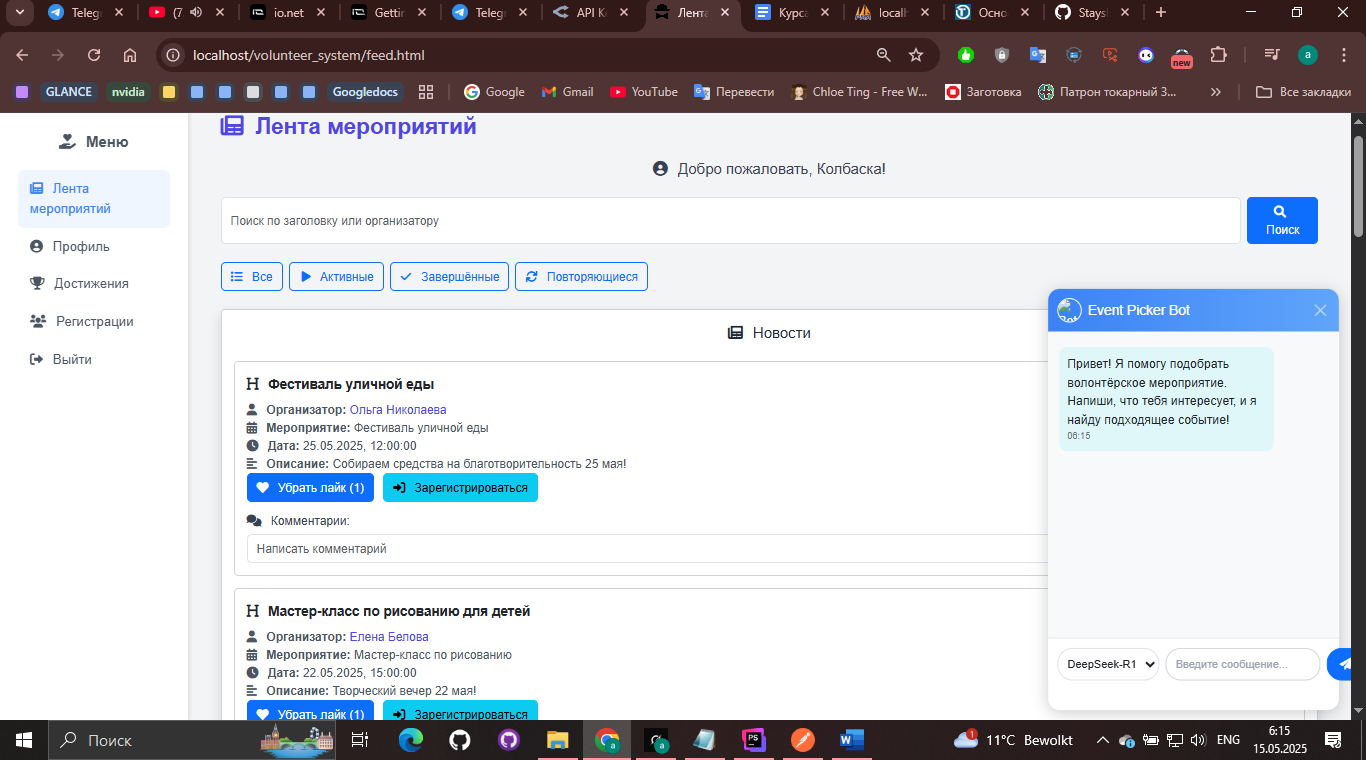 Telegr
(7
io.net
Gettin
Telegr
API Ke
Лента
Курса
localh
Осно
Staysh
localhost/volunteer_system/feed.html
a
new
GLANCE
nvidia
Googledocs
Google
Gmail
YouTube
Перевести
Chloe Ting - Free W...
Заготовка
Патрон токарный 3...
»
Все закладки
Меню
Лента
мероприятий
Профиль
Достижения
Регистрации
Выйти
Лента мероприятий
Добро пожаловать, Колбаска!
Поиск по заголовку или организатору
Поиск
Все
Активные
Завершённые
Повторяющиеся
Новости
Фестиваль уличной еды
Организатор: Ольга Николаева
Мероприятие: Фестиваль уличной еды
Дата: 25.05.2025, 12:00:00
Описание: Собираем средства на благотворительность 25 мая!
Убрать лайк (1)
Зарегистрироваться
Комментарии:
Написать комментарий
Мастер-класс по рисованию для детей
Организатор: Елена Белова
Мероприятие: Мастер-класс по рисованию
Дата: 22.05.2025, 15:00:00
Описание: Творческий вечер 22 мая!
Убрать лайк (1)
Зарегистрироваться
Event Picker Bot
Привет! Я помогу подобрать
волонтёрское мероприятие.
Напиши, что тебя интересует, и я
найду подходящее событие!
06:15
DeepSeek-R1
Введите сообщение...
Поиск
11°C Bewolkt
ENG
6:15
15.05.2025